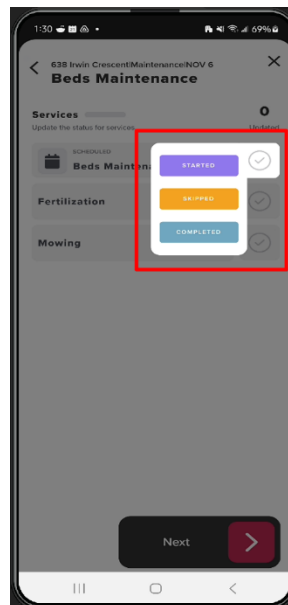 1:30
69%
638 Irwin Crescent|Maintenance|NOV 6
Beds Maintenance
Services
0
Update the status for services.
Updated
SCHEDULED
Beds Maintenan
STARTED
Fertilization
SKIPPED
Mowing
COMPLETED
Next